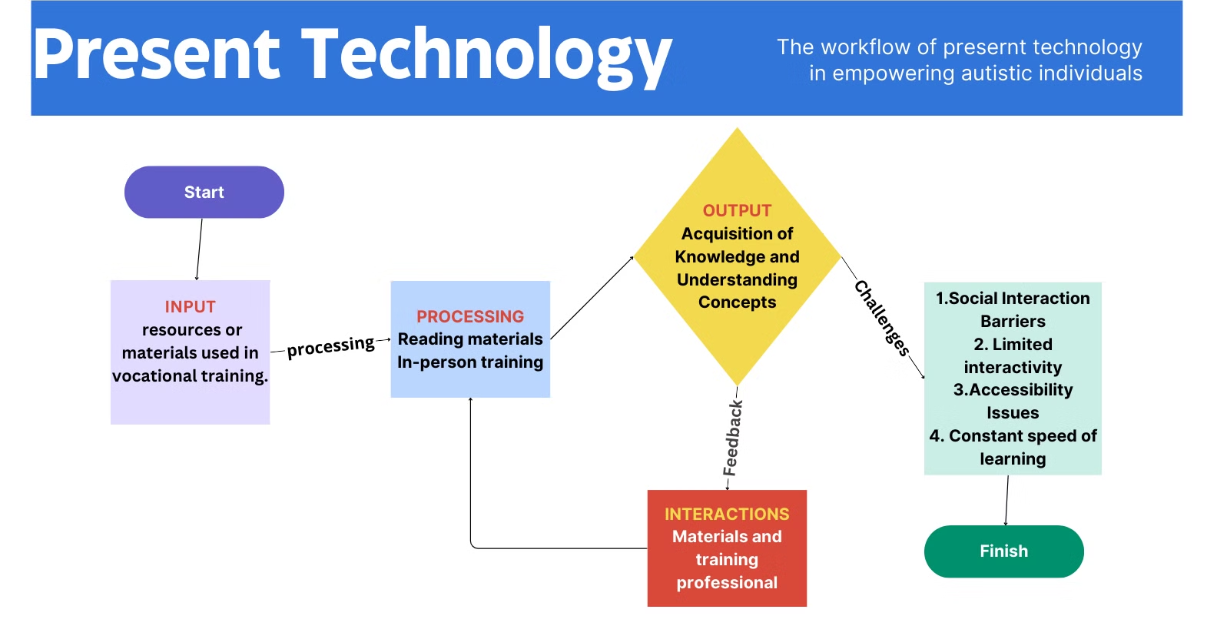 Present Technology
The workflow of presernt technology
in empowering autistic individuals
Start
INPUT
resources or
materials used in
vocational training.
processing
PROCESSING
Reading materials
In-person training
OUTPUT
Acquisition of
Knowledge and
Understanding
Concepts
Challenges
1.Social Interaction
Barriers
2. Limited
interactivity
3.Accessibility
Issues
4. Constant speed of
learning
Feedback
INTERACTIONS
Materials and
training
professional
Finish